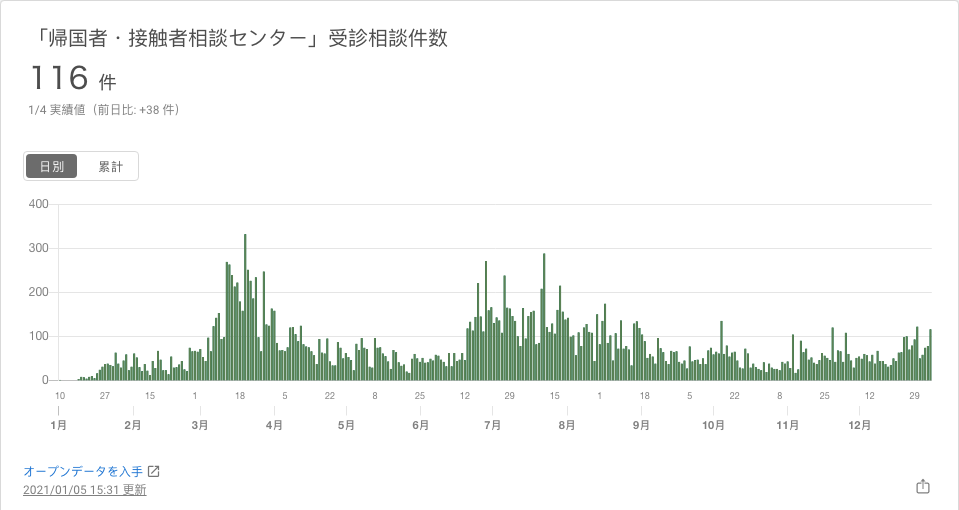 「帰国者・接触者相談センター」受診相談件数
116 件
1/4 実績値（前日比: +38 件）
日別 累計
400
300
200
100
0
10 27 15 1 18 5 22 8 25 12 29 15 1 18 5 22 8 25 12 29
1月 2月 3月 4月 5月 6月 7月 8月 9月 10月 11月 12月
オープンデータを入手
2021/01/05 15:31 更新